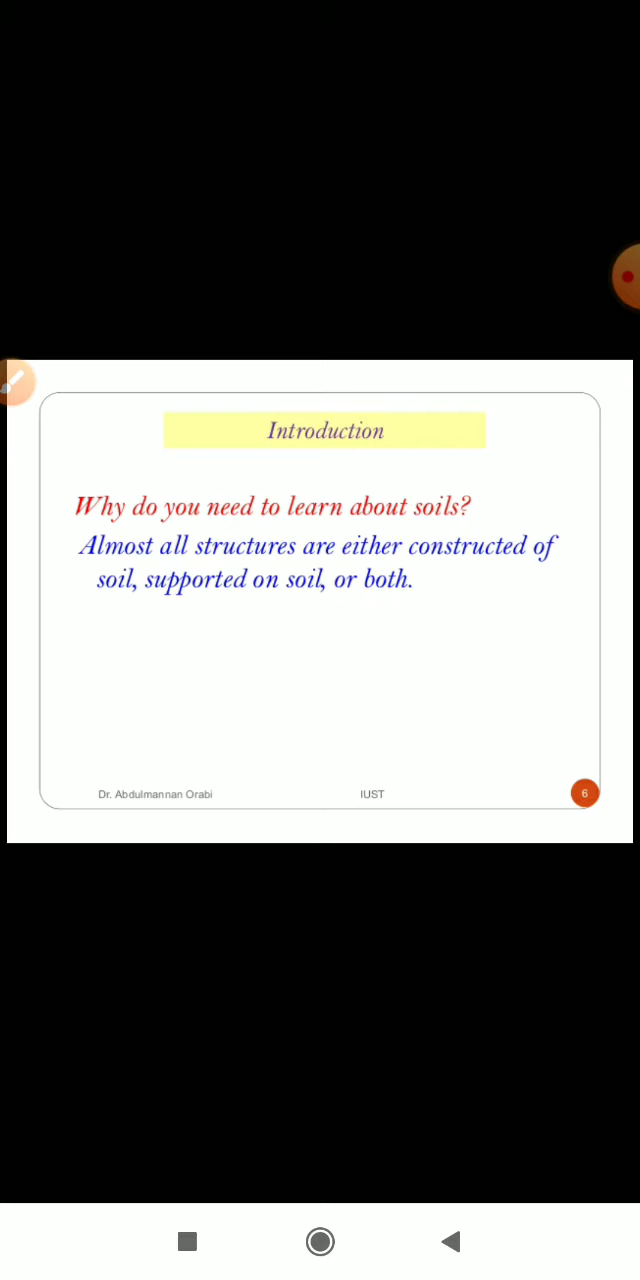 Introduction
Why do you need to learn about soils?
Almost all structures are either constructed of
soil, supported on soil, or both.
Dr. Abdulmannan Orabi IUST 6